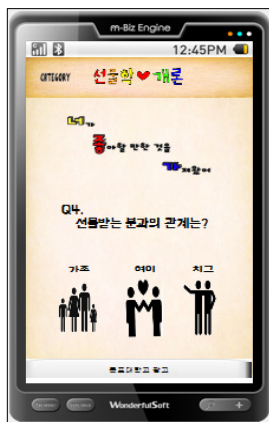 m-Biz Engine
12:45PM
CATEGORY 선물학♥개론
너가
좋아할 만한 것을
가져왔어
Q4.
선물받는 분과의 관계는?
가족 연인 친구
WonderfulSoft